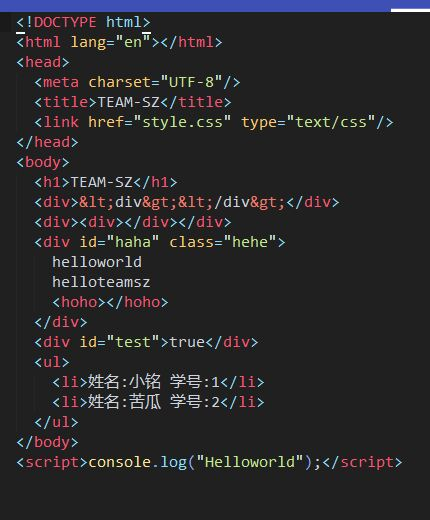 <!DOCTYPE html>
<html lang="en"></html>
<head>
<meta charset="UTF-8"/>
<title>TEAM-SZ</title>
<link href="style.css" type="text/css"/>
</head>
<body>
<h1>TEAM-SZ</h1>
<div>&lt;div&gt;&lt;/div&gt;</div>
<div><div></div></div>
<div id="haha" class="hehe">
helloworld
helloteamsz
<hoho></hoho>
</div>
<div id="test">true</div>
<ul>
<li>姓名:小铭 学号:1</li>
<li>姓名:苦瓜 学号:2</li>
</ul>
</body>
<script>console.log("Helloworld");</script>